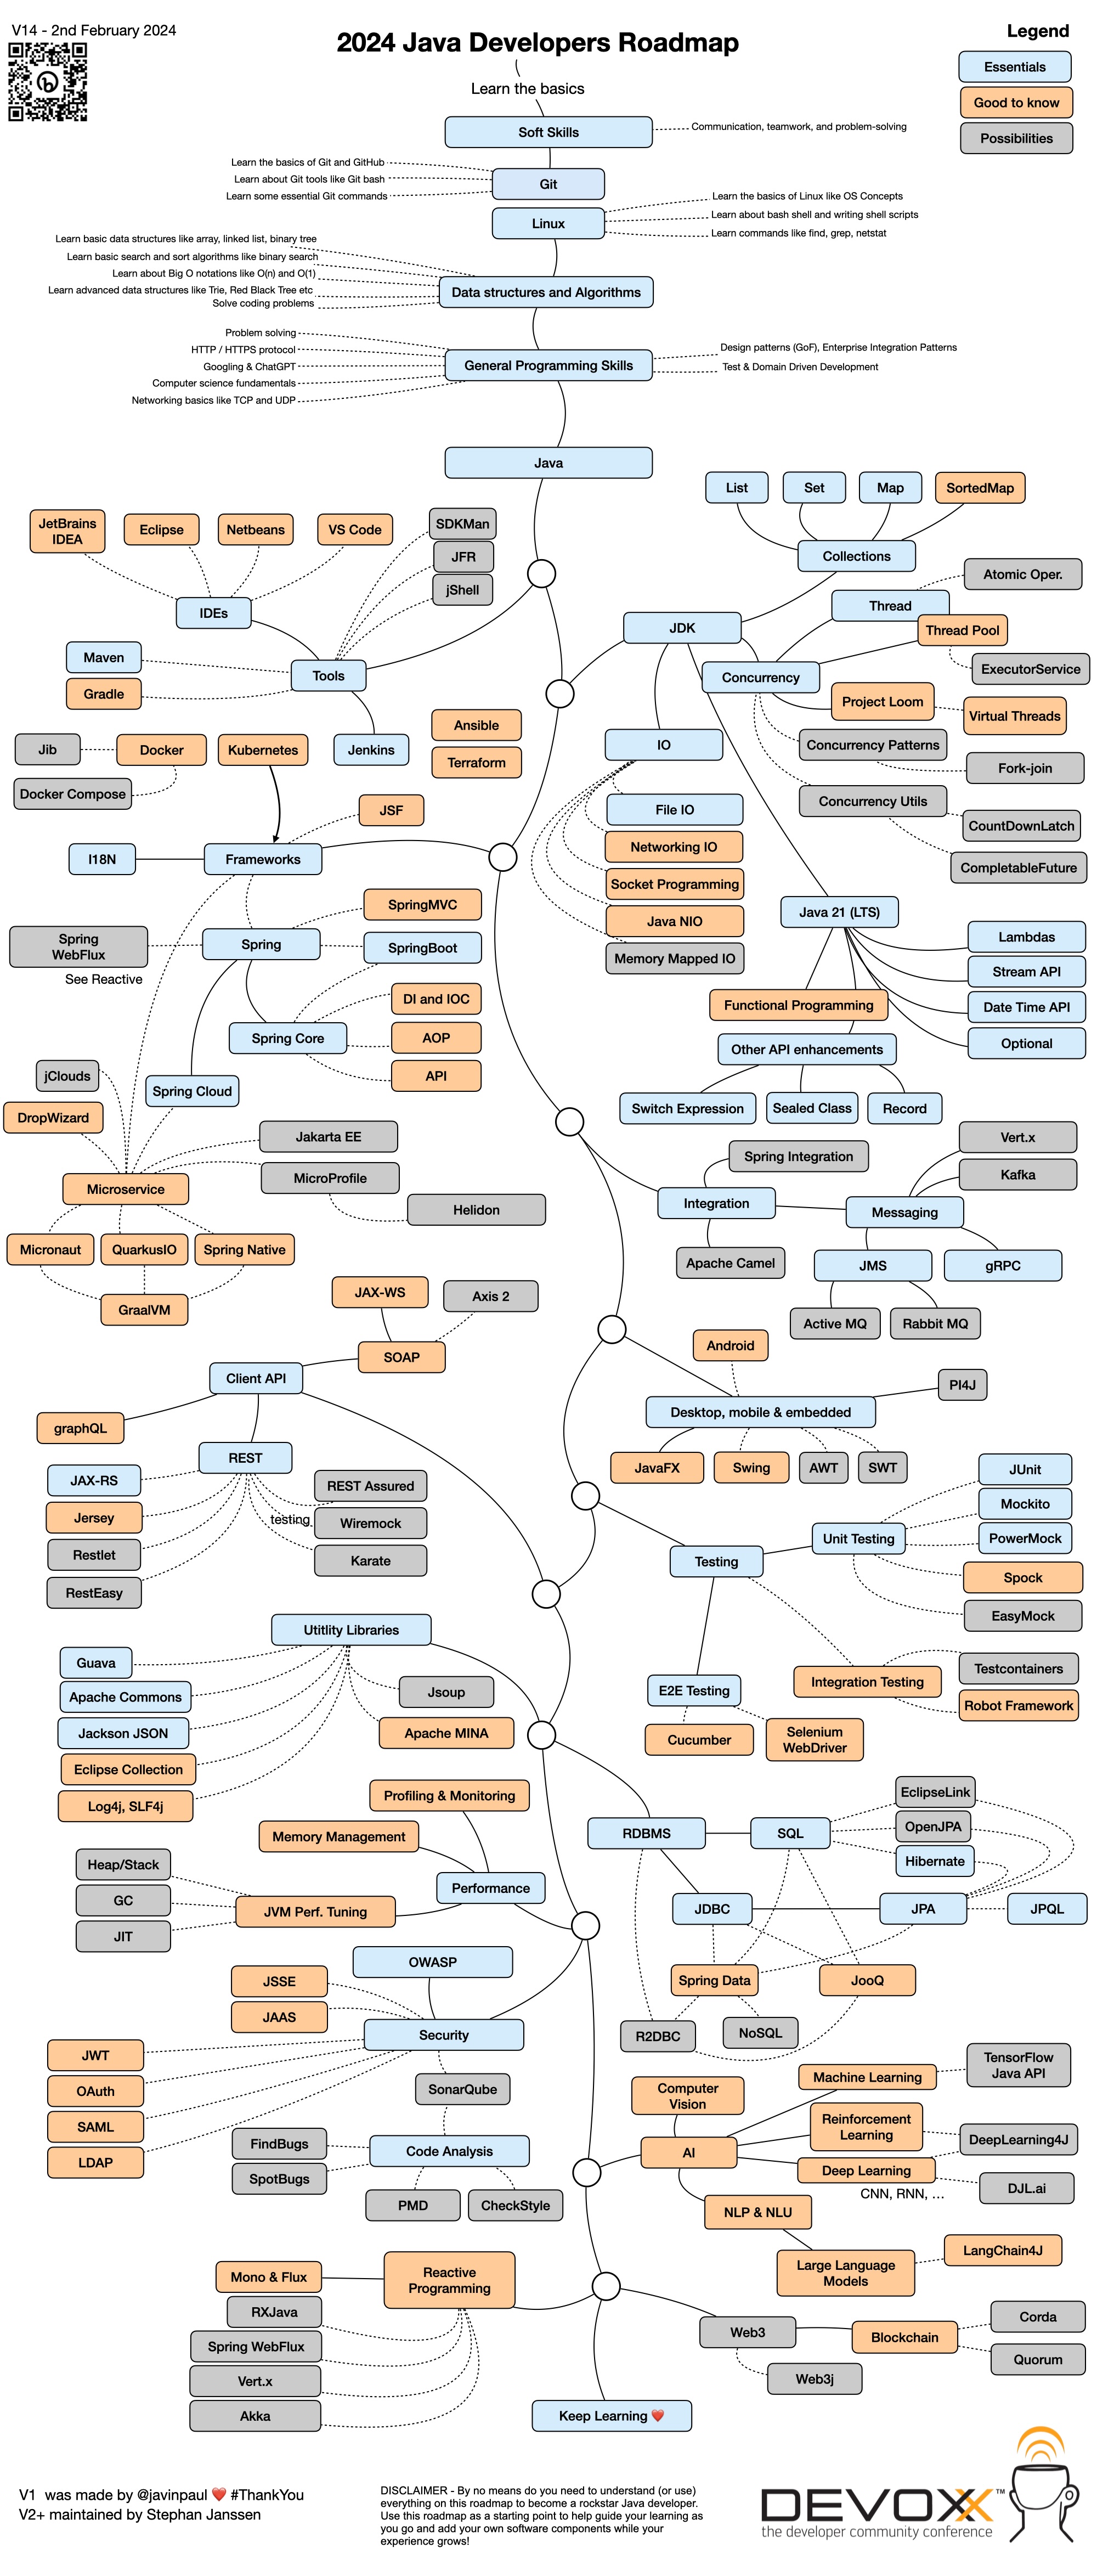 V14 - 2nd February 2024
2024 Java Developers Roadmap
Legend
Essentials
Good to know
Possibilities
Learn the basics
Soft Skills
Communication, teamwork, and problem-solving
Learn the basics of Git and GitHub
Learn about Git tools like Git bash
Learn some essential Git commands
Git
Linux
Learn the basics of Linux like OS Concepts
Learn about bash shell and writing shell scripts
Learn commands like find, grep, netstat
Learn basic data structures like array, linked list, binary tree
Learn basic search and sort algorithms like binary search
Learn about Big O notations like O(n) and O(1)
Learn advanced data structures like Trie, Red Black Tree etc
Solve coding problems
Data structures and Algorithms
Problem solving
HTTP / HTTPS protocol
Googling & ChatGPT
Computer science fundamentals
Networking basics like TCP and UDP
General Programming Skills
Design patterns (GoF), Enterprise Integration Patterns
Test & Domain Driven Development
Java
List
Set
Map
SortedMap
Collections
JetBrains
IDEA
Eclipse
Netbeans
VS Code
SDKMan
JFR
jShell
IDEs
Maven
Gradle
Tools
Jenkins
Ansible
Terraform
JDK
Thread
Atomic Oper.
Thread Pool
ExecutorService
Concurrency
Project Loom
Virtual Threads
Concurrency Patterns
Fork-join
Concurrency Utils
CountDownLatch
CompletableFuture
IO
File IO
Networking IO
Socket Programming
Java NIO
Memory Mapped IO
Jib
Docker
Kubernetes
Docker Compose
JSF
I18N
Frameworks
SpringMVC
Spring
WebFlux
See Reactive
Spring
SpringBoot
DI and IOC
Spring Core
AOP
API
Java 21 (LTS)
Lambdas
Stream API
Date Time API
Optional
Functional Programming
Other API enhancements
Switch Expression
Sealed Class
Record
jClouds
Spring Cloud
DropWizard
Jakarta EE
MicroProfile
Helidon
Microservice
Micronaut
QuarkusIO
Spring Native
GraalVM
Spring Integration
Vert.x
Kafka
Integration
Messaging
Apache Camel
JMS
gRPC
Active MQ
Rabbit MQ
JAX-WS
Axis 2
SOAP
Client API
graphQL
REST
JAX-RS
Jersey
Restlet
RestEasy
testing
REST Assured
Wiremock
Karate
Android
PI4J
Desktop, mobile & embedded
JavaFX
Swing
AWT
SWT
JUnit
Mockito
PowerMock
Unit Testing
Testing
Spock
EasyMock
Testcontainers
Integration Testing
Robot Framework
E2E Testing
Cucumber
Selenium
WebDriver
Utitlity Libraries
Guava
Apache Commons
Jackson JSON
Eclipse Collection
Log4j, SLF4j
Jsoup
Apache MINA
Profiling & Monitoring
Memory Management
Heap/Stack
GC
JIT
JVM Perf. Tuning
Performance
RDBMS
SQL
EclipseLink
OpenJPA
Hibernate
JDBC
JPA
JPQL
Spring Data
JooQ
R2DBC
NoSQL
OWASP
JSSE
JAAS
Security
JWT
OAuth
SAML
LDAP
SonarQube
FindBugs
SpotBugs
Code Analysis
PMD
CheckStyle
Computer
Vision
Machine Learning
TensorFlow
Java API
Reinforcement
Learning
DeepLearning4J
AI
Deep Learning
CNN, RNN, ...
DJL.ai
NLP & NLU
Large Language
Models
LangChain4J
Mono & Flux
Reactive
Programming
RXJava
Spring WebFlux
Vert.x
Akka
Web3
Blockchain
Corda
Quorum
Web3j
Keep Learning ❤️
V1 was made by @javinpaul ❤️ #ThankYou
V2+ maintained by Stephan Janssen
DISCLAIMER - By no means do you need to understand (or use)
everything on this roadmap to become a rockstar Java developer.
Use this roadmap as a starting point to help guide your learning as
you go and add your own software components while your
experience grows!
DEVOXX™
the developer community conference